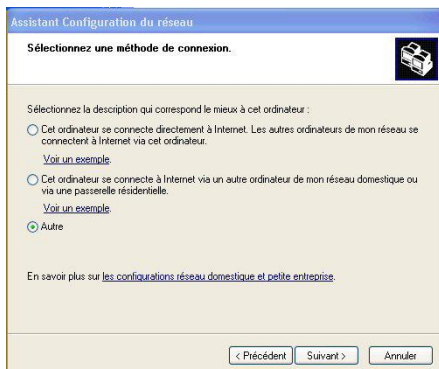 Assistant Configuration du réseau
Sélectionnez une méthode de connexion.
Sélectionnez la description qui correspond le mieux à cet ordinateur :
Cet ordinateur se connecte directement à Internet. Les autres ordinateurs de mon réseau se
connectent à Internet via cet ordinateur.
Voir un exemple.
Cet ordinateur se connecte à Internet via un autre ordinateur de mon réseau domestique ou
via une passerelle résidentielle.
Voir un exemple.
Autre
En savoir plus sur les configurations réseau domestique et petite entreprise.
< Précédent Suivant > Annuler